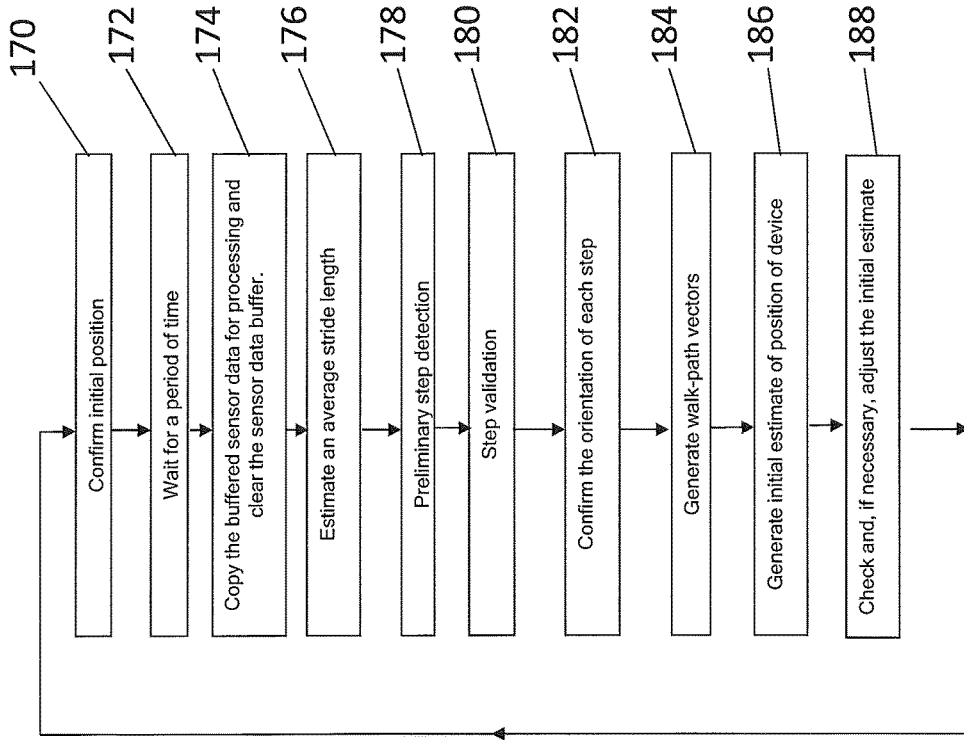 170
Confirm initial position
172
Wait for a period of time
174
Copy the buffered sensor data for processing and
clear the sensor data buffer.
176
Estimate an average stride length
178
Preliminary step detection
180
Step validation
182
Confirm the orientation of each step
184
Generate walk-path vectors
186
Generate initial estimate of position of device
188
Check and, if necessary, adjust the initial estimate